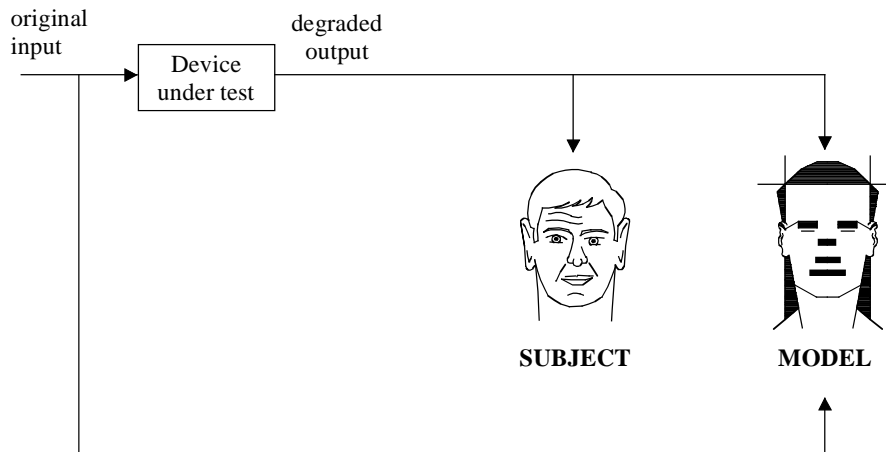 original
input
Device
under test
degraded
output
SUBJECT
MODEL